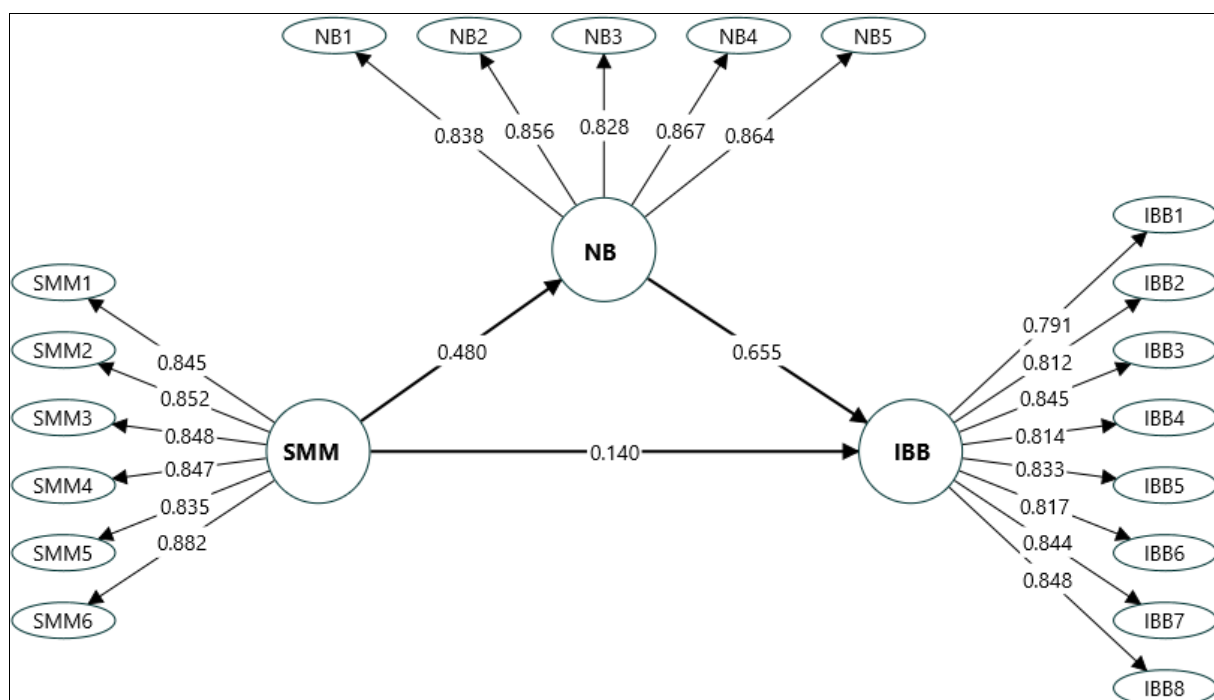 NB1 NB2 NB3 NB4 NB5
0.838 0.856 0.828 0.867 0.864
NB
SMM1
SMM2
SMM3
SMM4
SMM5
SMM6
0.845
0.852
0.848
0.847
0.835
0.882
SMM
0.480
0.655
0.140
IBB
0.791
0.812
0.845
0.814
0.833
0.817
0.844
0.848
IBB1
IBB2
IBB3
IBB4
IBB5
IBB6
IBB7
IBB8